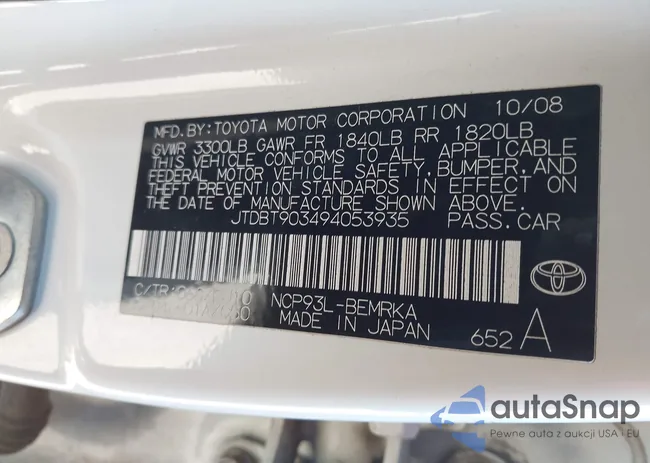 MFD. BY: TOYOTA MOTOR CORPORATION 10/08
GVWR 3300LB GAWR FR 1840LB RR 1820LB
THIS VEHICLE CONFORMS TO ALL APPLICABLE
FEDERAL MOTOR VEHICLE SAFETY, BUMPER, AND
THEFT PREVENTION STANDARDS IN EFFECT ON
THE DATE OF MANUFACTURE SHOWN ABOVE.
JTDBT903494053935 PASS. CAR
C/TR:
NCP93L-BEMRKA
MADE IN JAPAN 652 A
autaSnap
Pewne auta z aukcji USA i EU